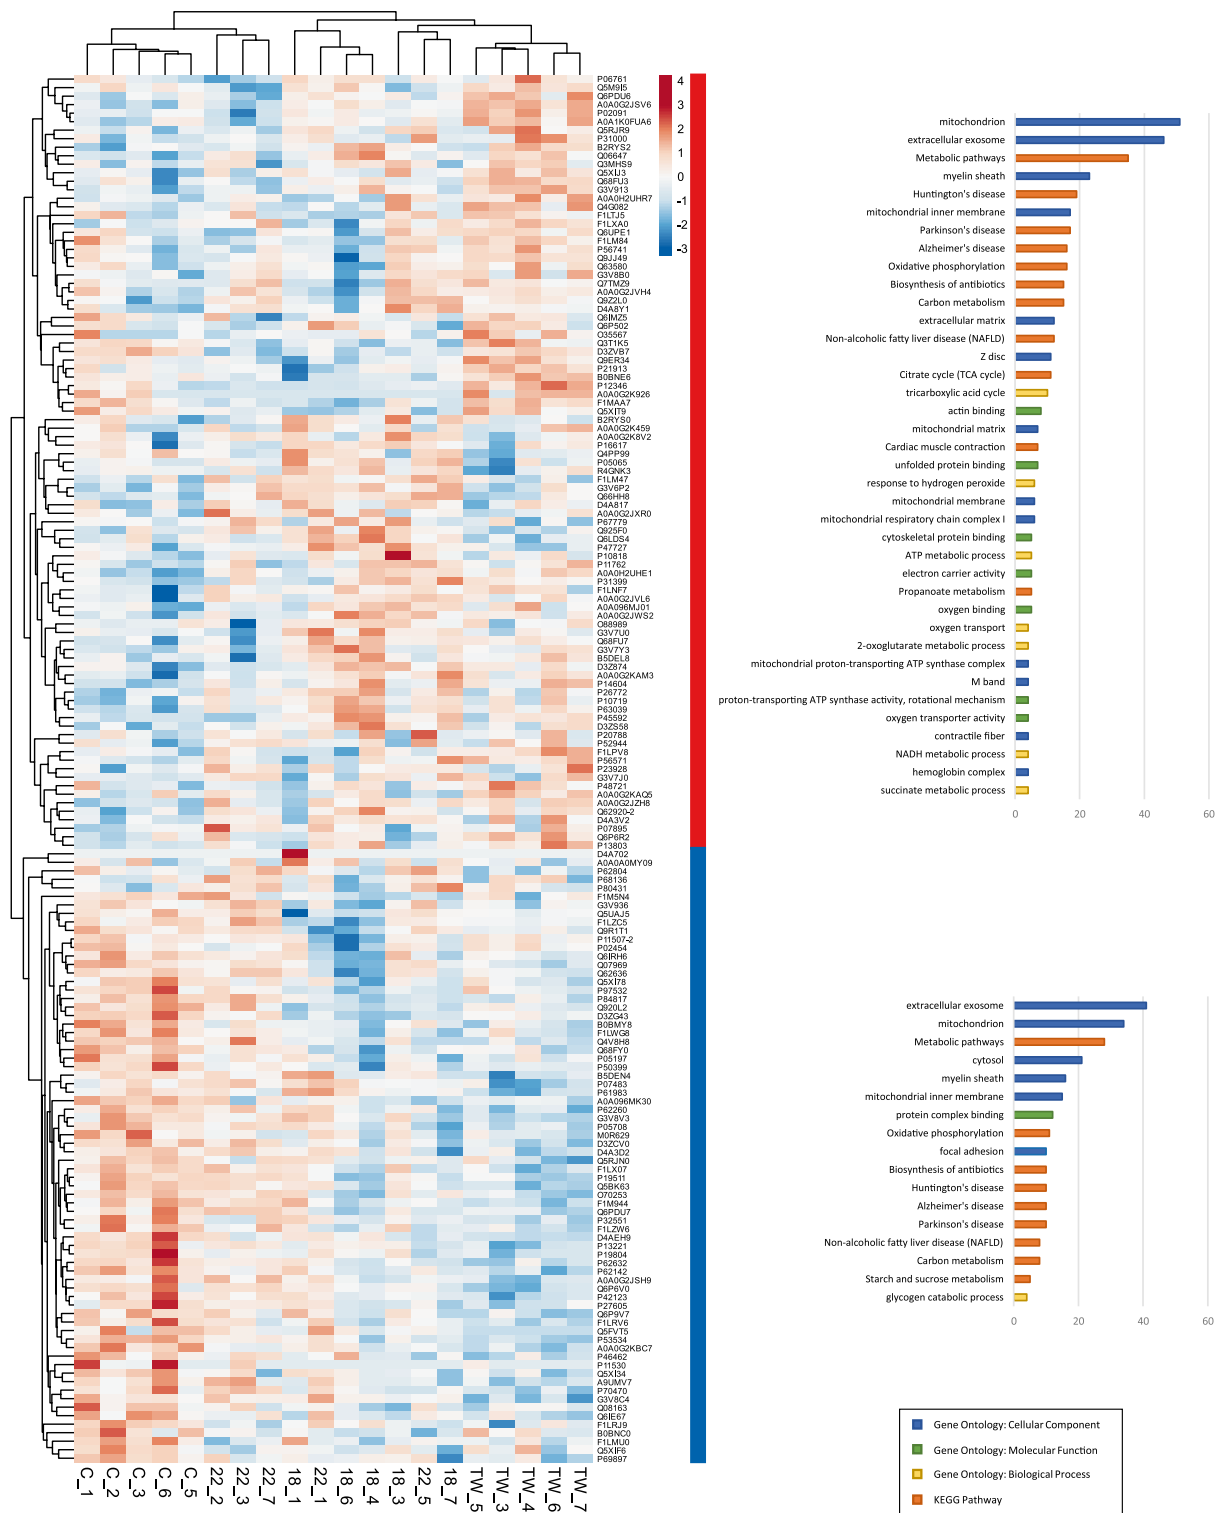 P06761
Q5M9I5
Q6PDU6
A0A0G2JSV6
P02091
A0A1K0FUA6
Q5RJR9
P31000
B2RYS2
Q06647
Q3MHS9
Q5XIJ3
Q68FU3
G3V913
A0A0H2UHR7
Q4G082
F1LTJ5
F1LXA0
Q6UPE1
F1LM84
P56741
Q9JJ49
Q63580
G3V8B0
Q7TMZ9
A0A0G2JVH4
Q9Z2L0
D4A8Y1
Q6IMZ5
Q6P502
O35567
Q3T1K5
D3ZVB7
Q9ER34
P21913
B0BNE6
P12346
A0A0G2K926
F1MAA7
Q5XIT9
B2RYS0
A0A0G2K459
A0A0G2K8V2
P16617
Q4PP99
P05065
R4GNK3
F1LM47
G3V6P2
Q66HH8
D4A817
A0A0G2JXR0
P67779
Q925F0
Q6LDS4
P47727
P10818
P11762
A0A0H2UHE1
P31399
F1LNF7
A0A0G2JVL6
A0A096MJ01
A0A0G2JWS2
O88989
G3V7U0
Q68FU7
G3V7Y3
B5DEL8
D3Z874
A0A0G2KAM3
P14604
P26772
P10719
P63039
P45592
D3ZS58
P20788
P52944
F1LPV8
P56571
P23928
G3V7J0
P48721
A0A0G2KAQ5
A0A0G2JZH8
Q62920-2
D4A3V2
P07895
Q6P6R2
P13803
D4A702
A0A0A0MY09
P62804
P68136
P80431
F1M5N4
G3V936
Q5UAJ5
F1LZC5
Q9R1T1
P11507-2
P02454
Q6IRH6
Q07969
Q62636
Q5XI78
P97532
P84817
Q920L2
D3ZG43
B0BMY8
F1LWG8
Q4V8H8
Q68FY0
P05197
P50399
B5DEN4
P07483
P61983
A0A096MK30
P62260
G3V8V3
P05708
M0R629
D3ZCV0
D4A3D2
Q5RJN0
F1LX07
P19511
Q5BK63
O70253
F1M944
Q6PDU7
P32551
F1LZW6
D4AEH9
P13221
P19804
P62632
P62142
A0A0G2JSH9
Q6P6V0
P42123
P27605
Q6P9V7
F1LRV6
Q5FVT5
P53534
A0A0G2KBC7
P46462
P11530
Q5XI34
A9UMV7
P70470
G3V8C4
Q08163
Q6IE67
F1LRJ9
B0BNC0
F1LMU0
Q5XIF6
P69897
C_1
C_2
C_3
C_6
C_5
22_2
22_3
22_7
18_1
22_1
18_6
18_4
18_3
22_5
18_7
TW_5
TW_3
TW_4
TW_6
TW_7
4
3
2
1
0
-1
-2
-3
mitochondrion
extracellular exosome
Metabolic pathways
myelin sheath
Huntington's disease
mitochondrial inner membrane
Parkinson's disease
Alzheimer's disease
Oxidative phosphorylation
Biosynthesis of antibiotics
Carbon metabolism
extracellular matrix
Non-alcoholic fatty liver disease (NAFLD)
Z disc
Citrate cycle (TCA cycle)
tricarboxylic acid cycle
actin binding
mitochondrial matrix
Cardiac muscle contraction
unfolded protein binding
response to hydrogen peroxide
mitochondrial membrane
mitochondrial respiratory chain complex I
cytoskeletal protein binding
ATP metabolic process
electron carrier activity
Propanoate metabolism
oxygen binding
oxygen transport
2-oxoglutarate metabolic process
mitochondrial proton-transporting ATP synthase complex
M band
proton-transporting ATP synthase activity, rotational mechanism
oxygen transporter activity
contractile fiber
NADH metabolic process
hemoglobin complex
succinate metabolic process
0 20 40 60
extracellular exosome
mitochondrion
Metabolic pathways
cytosol
myelin sheath
mitochondrial inner membrane
protein complex binding
Oxidative phosphorylation
focal adhesion
Biosynthesis of antibiotics
Huntington's disease
Alzheimer's disease
Parkinson's disease
Non-alcoholic fatty liver disease (NAFLD)
Carbon metabolism
Starch and sucrose metabolism
glycogen catabolic process
0 20 40 60
Gene Ontology: Cellular Component
Gene Ontology: Molecular Function
Gene Ontology: Biological Process
KEGG Pathway